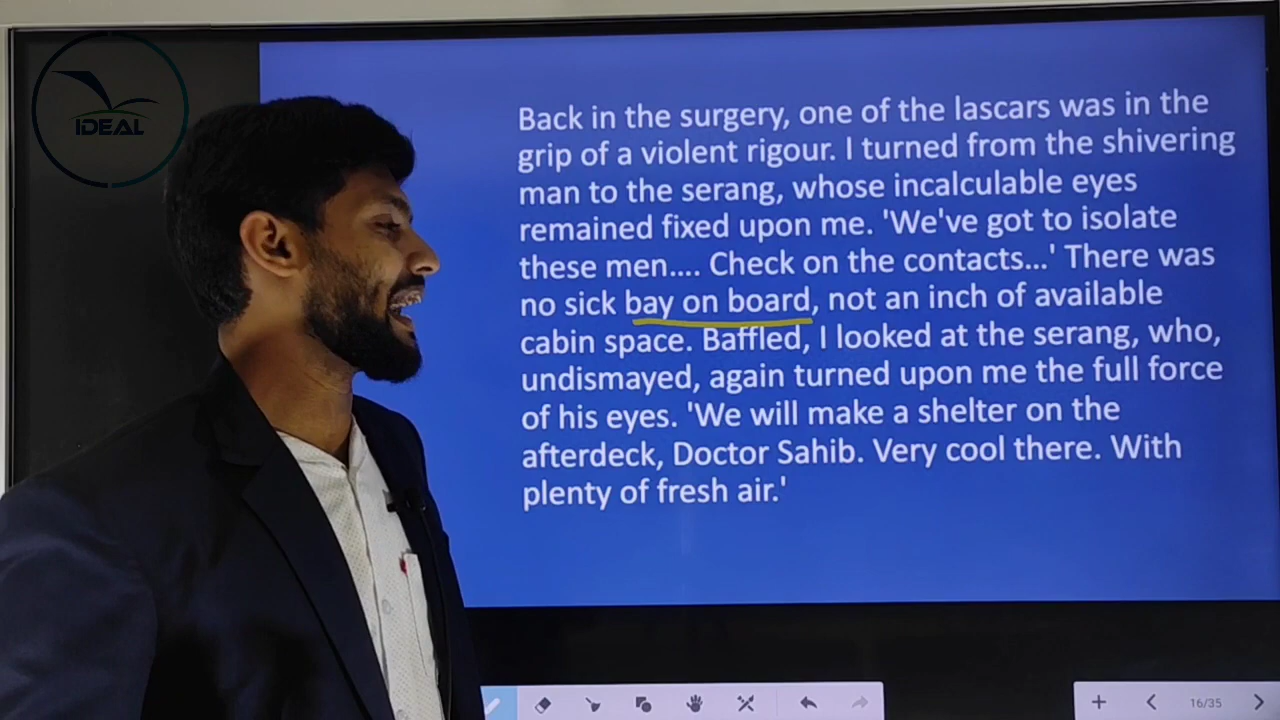 IDEAL
Back in the surgery, one of the lascars was in the
grip of a violent rigour. I turned from the shivering
man to the serang, whose incalculable eyes
remained fixed upon me. 'We've got to isolate
these men.... Check on the contacts...' There was
no sick bay on board, not an inch of available
cabin space. Baffled, I looked at the serang, who,
undismayed, again turned upon me the full force
of his eyes. 'We will make a shelter on the
afterdeck, Doctor Sahib. Very cool there. With
plenty of fresh air.'
16/35